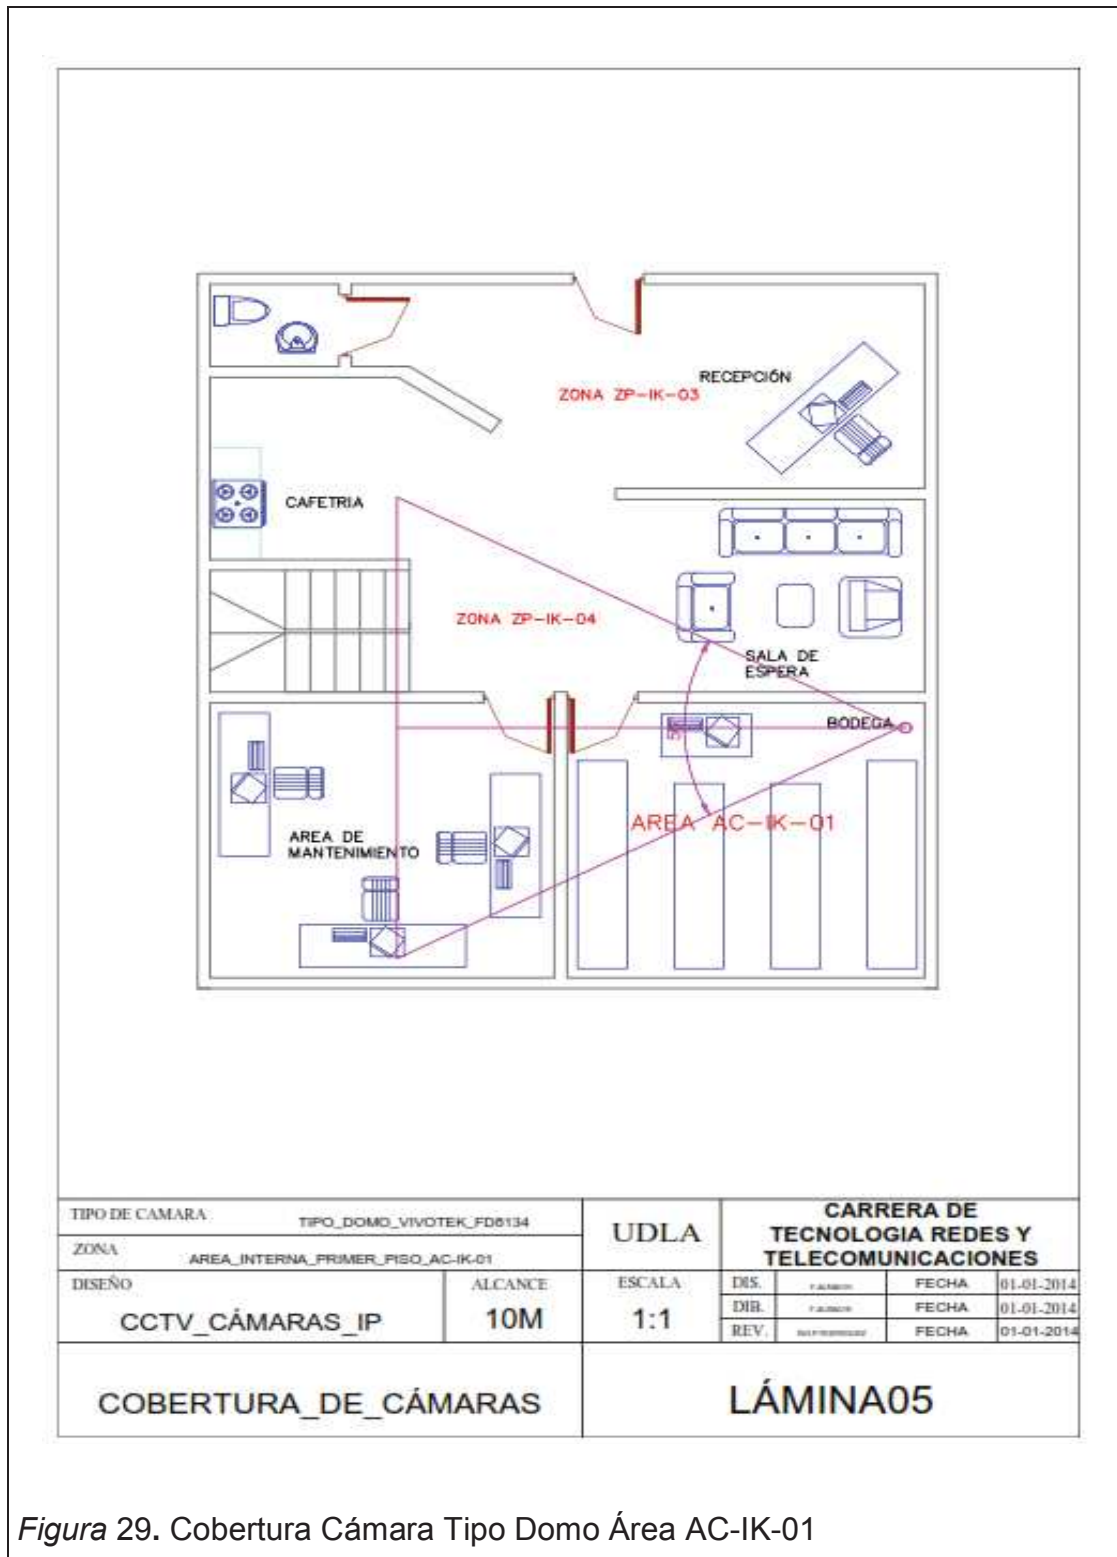 RECEPCIÓN
ZONA ZP-IK-03
CAFETRIA
ZONA ZP-IK-04
SALA DE
ESPERA
BODEGA
AREA AC-IK-01
AREA DE
MANTENIMIENTO
TIPO DE CAMARA
TIPO_DOMO_VIVOTEK_FD8134
ZONA
AREA_INTERNA_PRIMER_PISO_AC-IK-01
DISEÑO
CCTV_CÁMARAS_IP
ALCANCE
10M
UDLA
ESCALA
1:1
CARRERA DE
TECNOLOGIA REDES Y
TELECOMUNICACIONES
DIS. FECHA 01-01-2014
DIB. FECHA 01-01-2014
REV. FECHA 01-01-2014
COBERTURA_DE_CÁMARAS
LÁMINA05
Figura 29. Cobertura Cámara Tipo Domo Área AC-IK-01